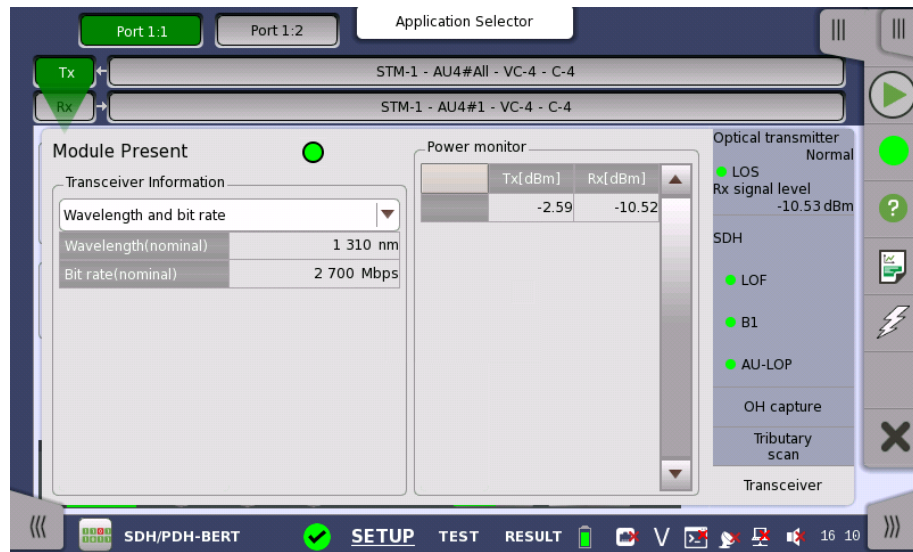 Port 1:1
Port 1:2
Application Selector
Tx
STM-1 - AU4#All - VC-4 - C-4
Rx
STM-1 - AU4#1 - VC-4 - C-4
Module Present
Transceiver Information
Wavelength and bit rate
Wavelength(nominal) 1 310 nm
Bit rate(nominal) 2 700 Mbps
Power monitor
Tx[dBm] Rx[dBm]
-2.59 -10.52
Optical transmitter
Normal
LOS
Rx signal level
-10.53 dBm
SDH
LOF
B1
AU-LOP
OH capture
Tributary
scan
Transceiver
SDH/PDH-BERT
SETUP TEST RESULT
V
16 10